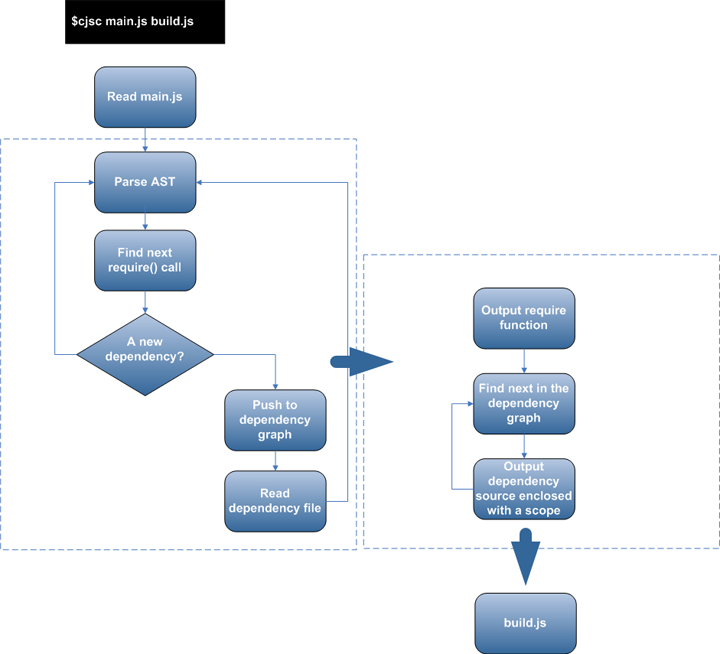 $cjsc main.js build.js
Read main.js
Parse AST
Find next
require() call
A new
dependency?
Push to
dependency
graph
Read
dependency file
Output require
function
Find next in the
dependency
graph
Output
dependency
source enclosed
with a scope
build.js